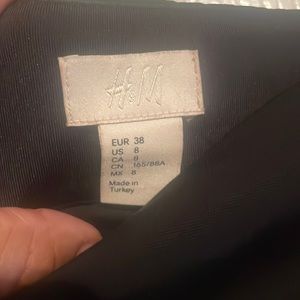 H&M
EUR 38
US 8
CA 8
CN 165/88A
MX 8
Made in
Turkey